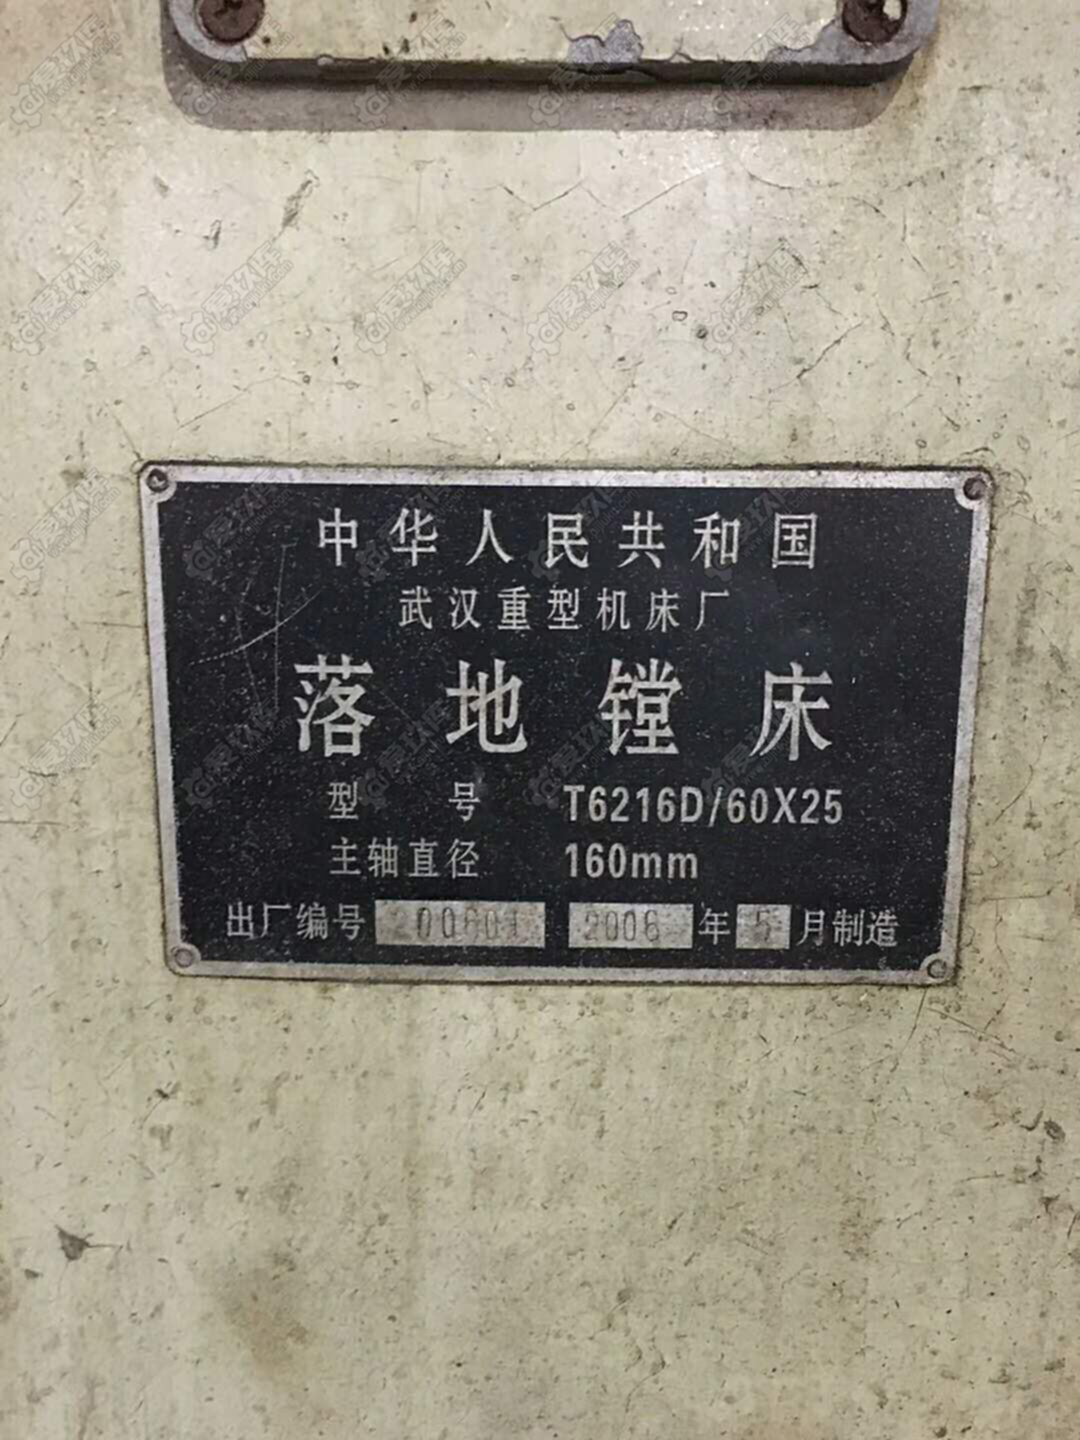 中华人民共和国
武汉重型机床厂
落地镗床
型号 T6216D/60X25
主轴直径 160mm
出厂编号 200601 2006 年 5 月制造